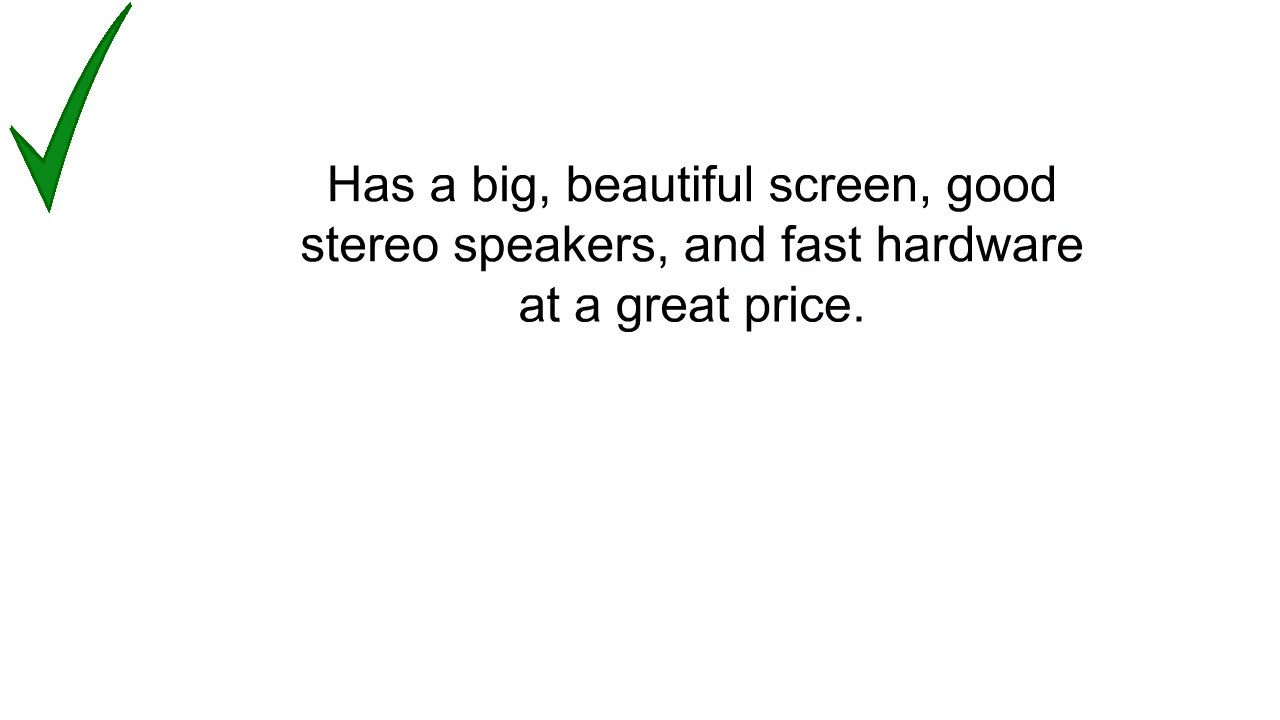 Has a big, beautiful screen, good
stereo speakers, and fast hardware
at a great price.